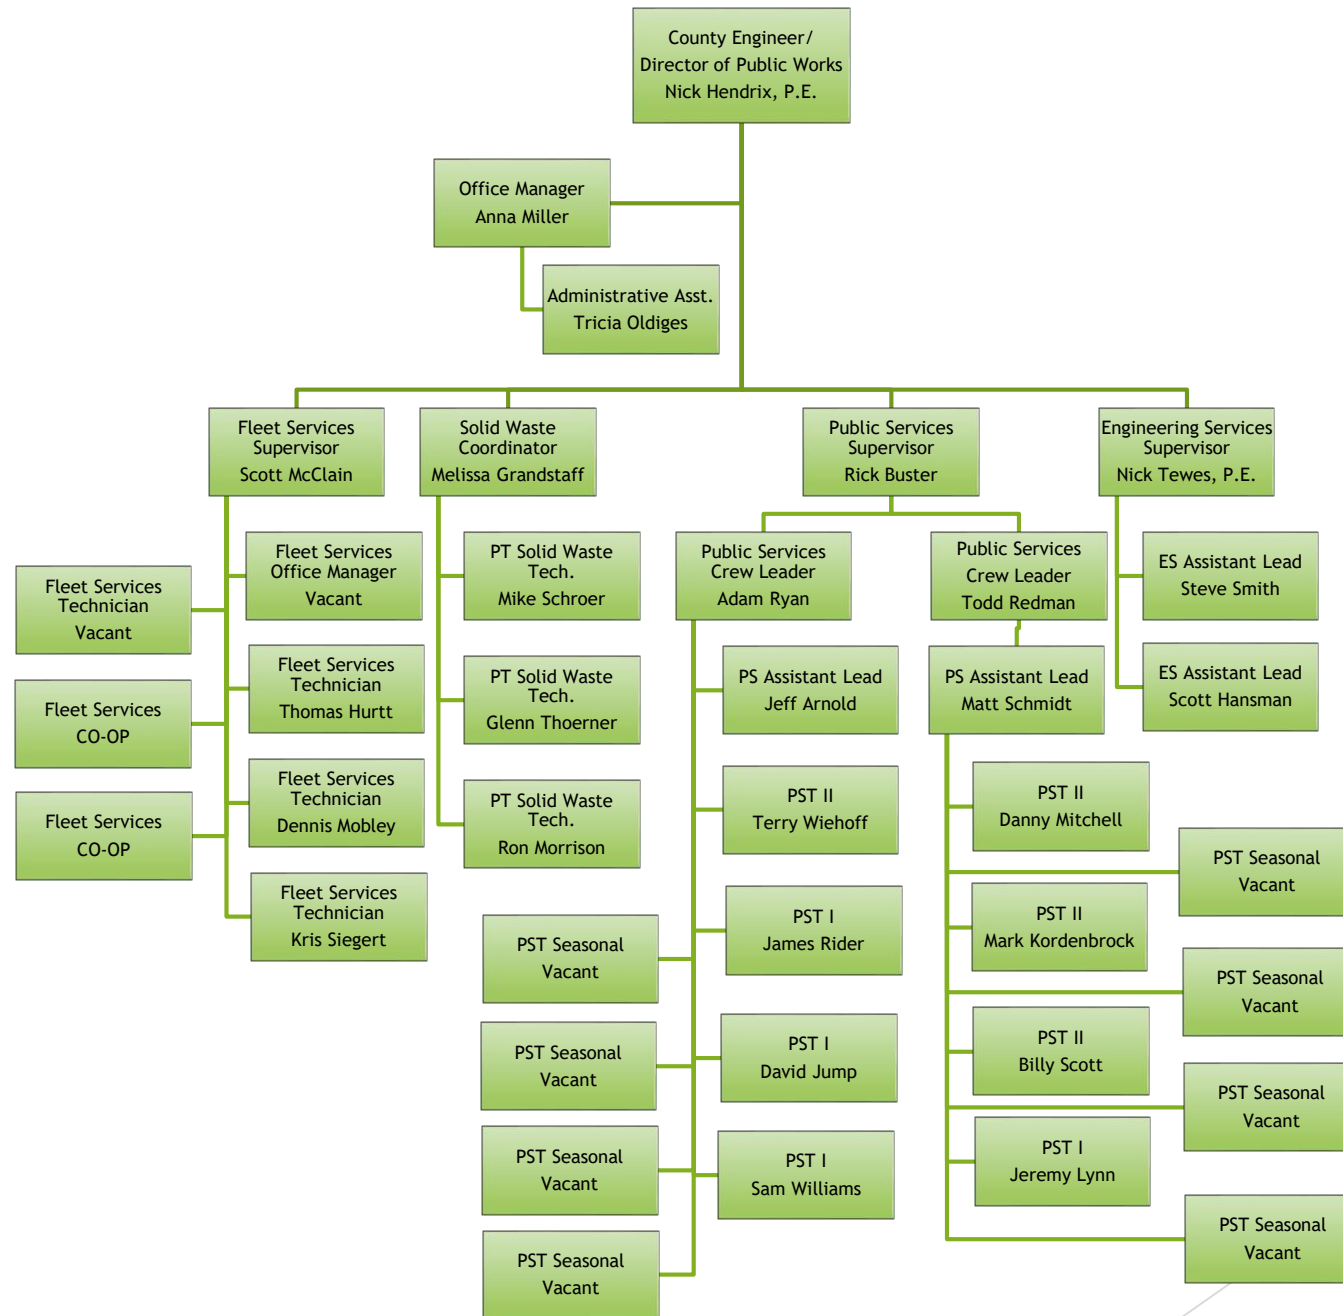 County Engineer/
Director of Public Works
Nick Hendrix, P.E.
Office Manager
Anna Miller
Administrative Asst.
Tricia Oldiges
Fleet Services
Supervisor
Scott McClain
Solid Waste
Coordinator
Melissa Grandstaff
Public Services
Supervisor
Rick Buster
Engineering Services
Supervisor
Nick Tewes, P.E.
Fleet Services
Technician
Vacant
Fleet Services
Office Manager
Vacant
Fleet Services
CO-OP
Fleet Services
Technician
Thomas Hurtt
Fleet Services
CO-OP
Fleet Services
Technician
Dennis Mobley
Fleet Services
Technician
Kris Siegert
PT Solid Waste
Tech.
Mike Schroer
PT Solid Waste
Tech.
Glenn Thoerner
PT Solid Waste
Tech.
Ron Morrison
Public Services
Crew Leader
Adam Ryan
PS Assistant Lead
Jeff Arnold
PST II
Terry Wiehoff
PST I
James Rider
PST Seasonal
Vacant
PST I
David Jump
PST Seasonal
Vacant
PST I
Sam Williams
PST Seasonal
Vacant
PST Seasonal
Vacant
Public Services
Crew Leader
Todd Redman
PS Assistant Lead
Matt Schmidt
PST II
Danny Mitchell
PST Seasonal
Vacant
PST II
Mark Kordenbrock
PST Seasonal
Vacant
PST II
Billy Scott
PST Seasonal
Vacant
PST I
Jeremy Lynn
PST Seasonal
Vacant
ES Assistant Lead
Steve Smith
ES Assistant Lead
Scott Hansman